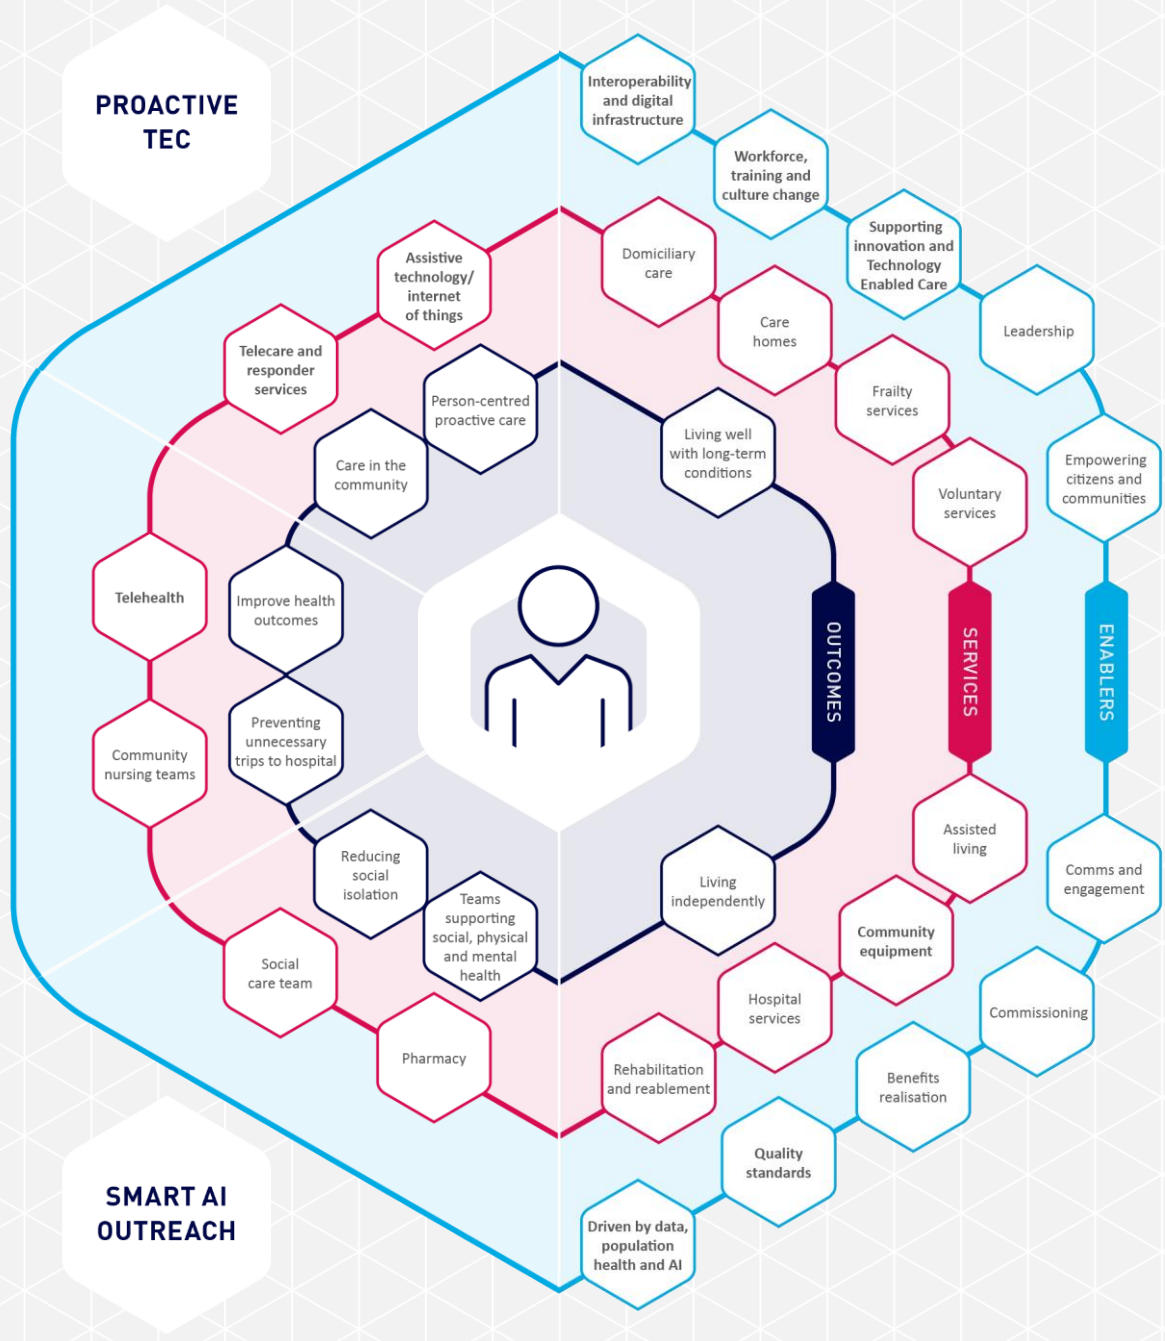 PROACTIVE
TEC
Interoperability
and digital
infrastructure
Workforce,
training and
culture change
Supporting
innovation and
Technology
Enabled Care
Leadership
Empowering
citizens and
communities
ENABLERS
Comms and
engagement
Commissioning
Benefits
realisation
Quality
standards
Driven by data,
population
health and AI
Assistive
technology/
internet
of things
Telecare and
responder
services
Telehealth
Community
nursing teams
Social
care team
Pharmacy
Domiciliary
care
Care
homes
Frailty
services
Voluntary
services
SERVICES
Assisted
living
Community
equipment
Hospital
services
Rehabilitation
and reablement
Person-centred
proactive care
Care in the
community
Improve health
outcomes
Preventing
unnecessary
trips to hospital
Reducing
social
isolation
Teams
supporting
social, physical
and mental
health
Living well
with long-term
conditions
OUTCOMES
Living
independently
SMART AI
OUTREACH